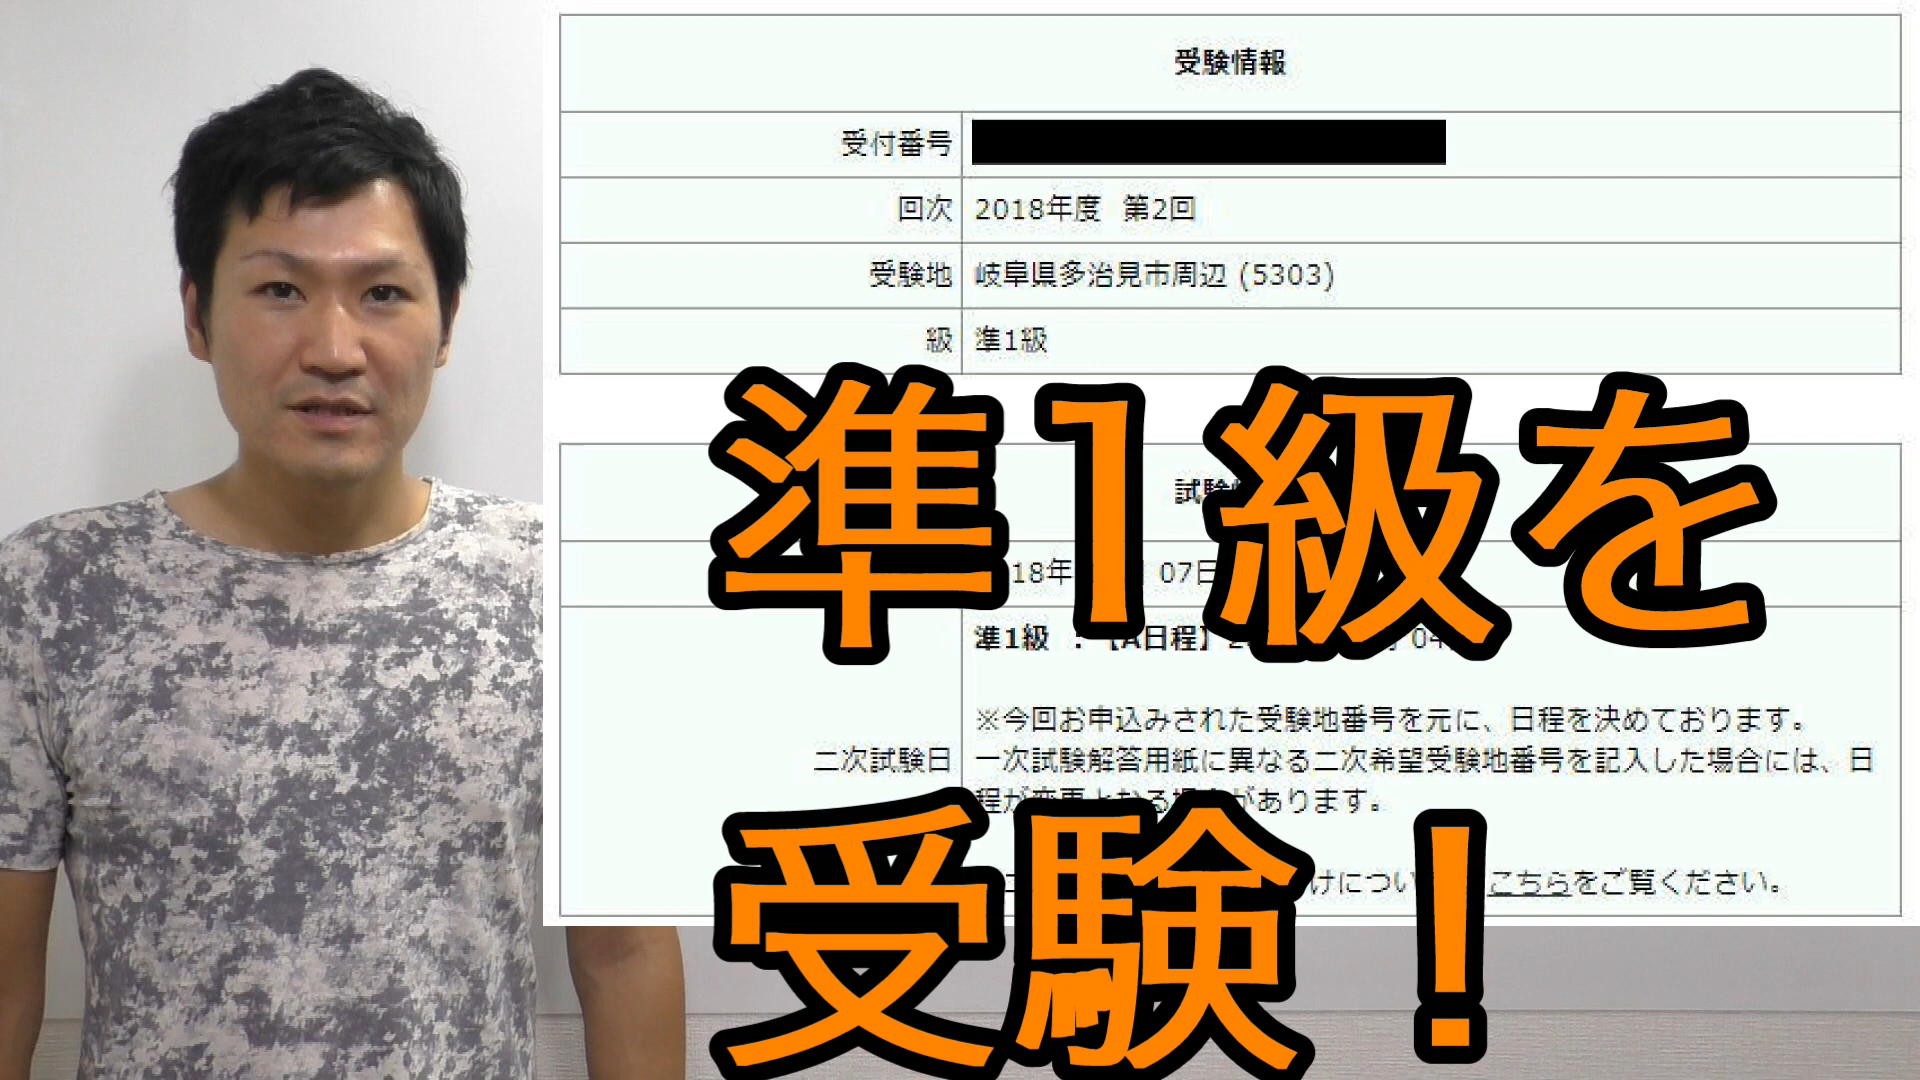 受験情報
受付番号
回次 2018年度 第2回
受験地 岐阜県多治見市周辺 (5303)
級 準1級
準1級を
18年 07日
準1級 : 【A日程】
※今回お申込みされた受験地番号を元に、日程を決めております。
二次試験日 一次試験解答用紙に異なる二次希望受験地番号を記入した場合には、日
があります。
受験!
こちらをご覧ください。